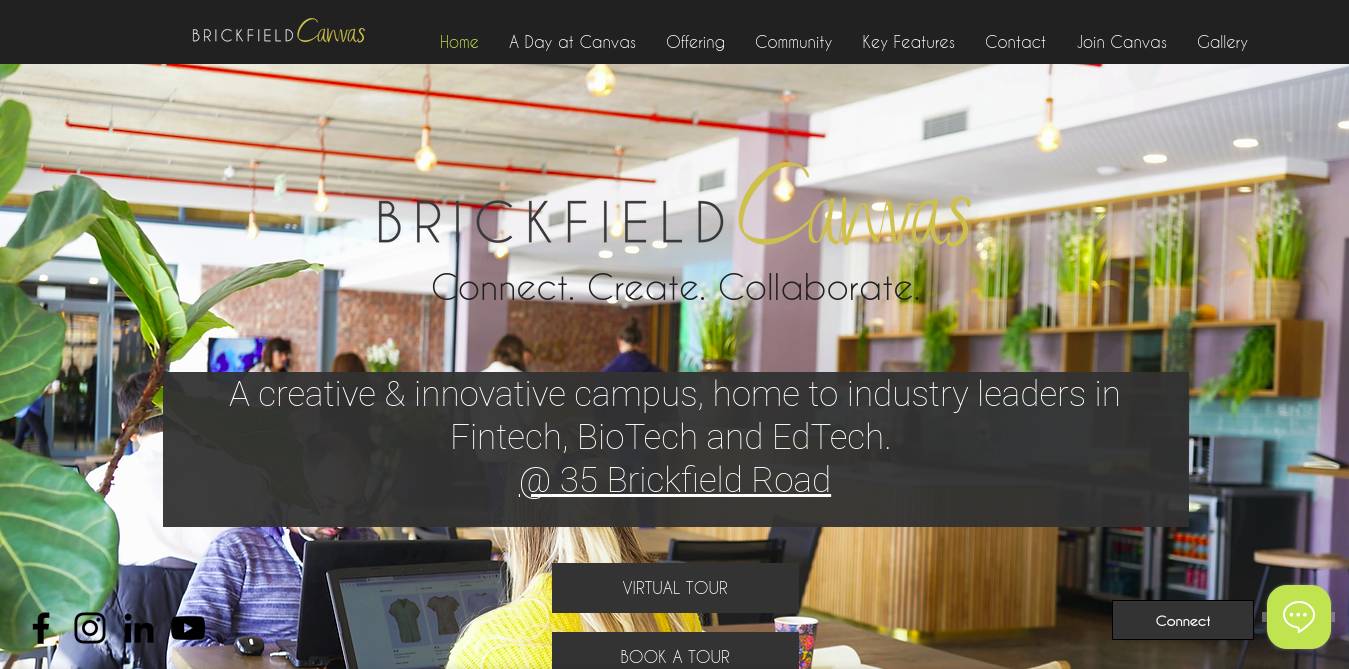 BRICKFIELD Canvas
Home A Day at Canvas Offering Community Key Features Contact Join Canvas Gallery
BRICKFIELD Canvas
Connect. Create. Collaborate.
A creative & innovative campus, home to industry leaders in
Fintech, BioTech and EdTech.
@ 35 Brickfield Road
VIRTUAL TOUR
Connect
BOOK A TOUR